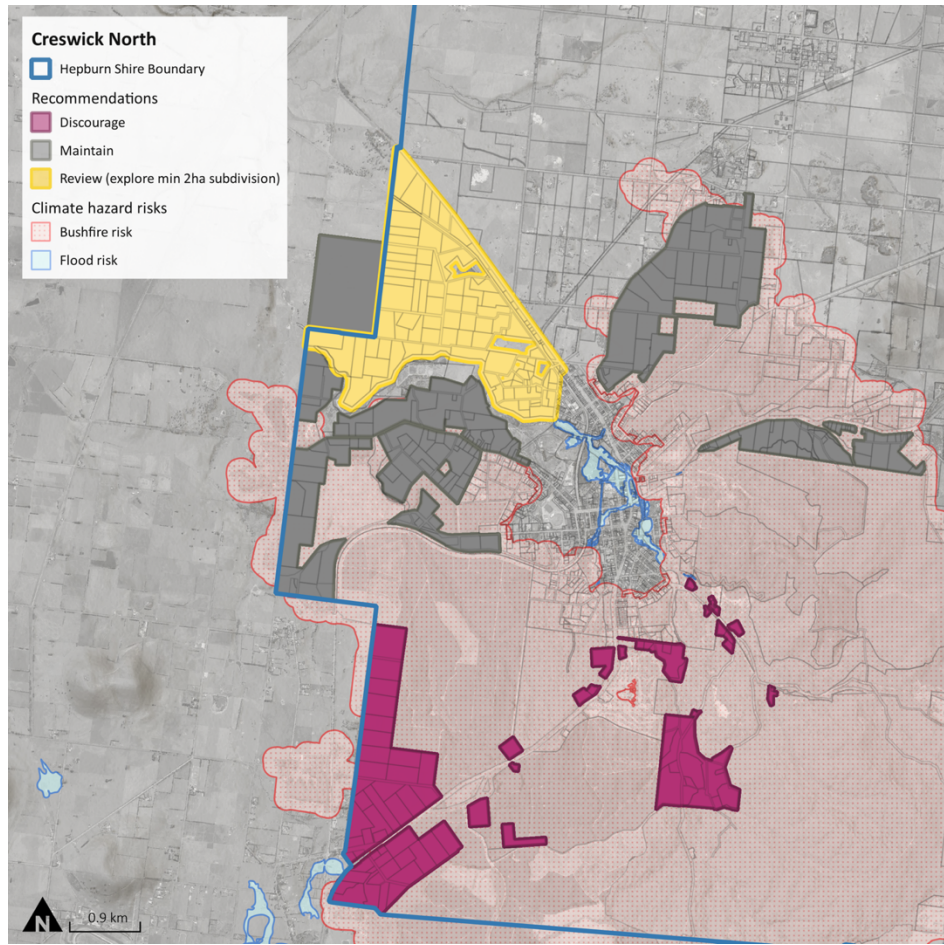 Creswick North
Hepburn Shire Boundary
Recommendations
Discourage
Maintain
Review (explore min 2ha subdivision)
Climate hazard risks
Bushfire risk
Flood risk
N
0.9 km